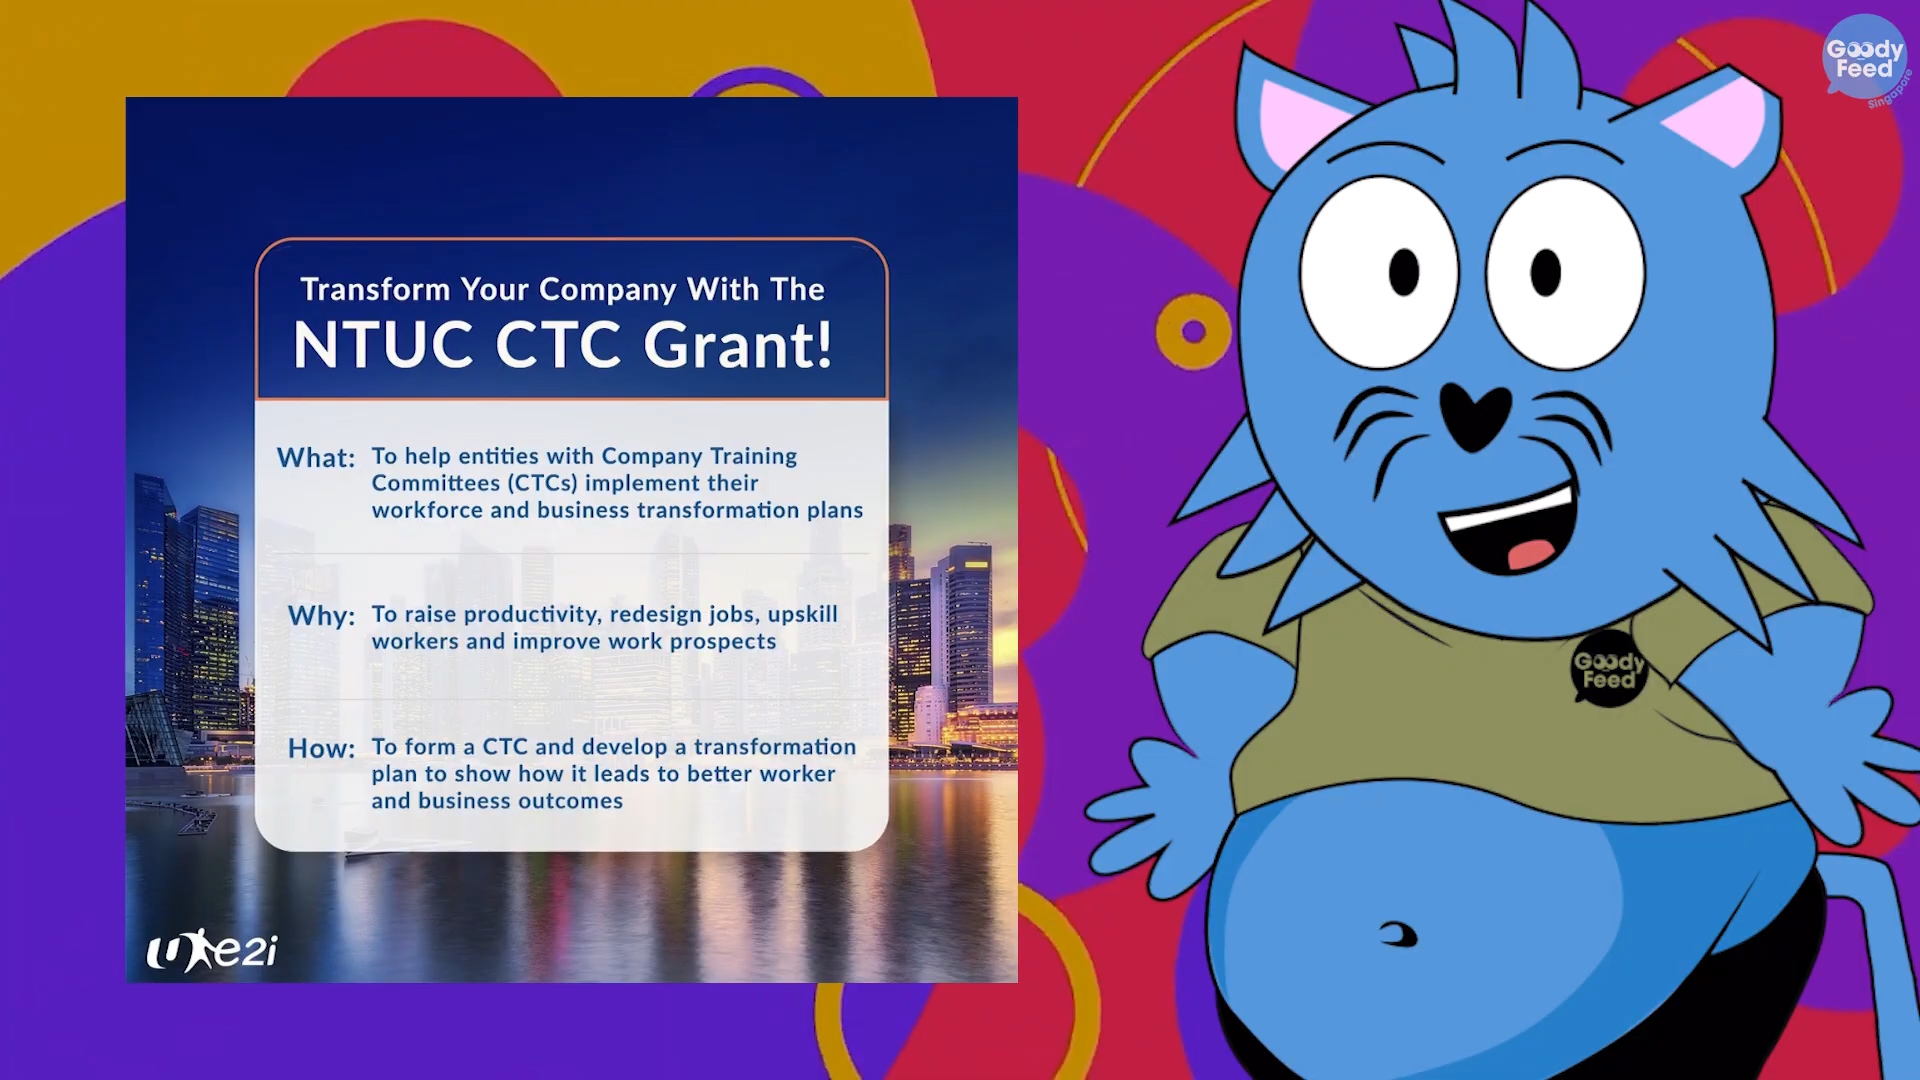 Goody
Feed
Singapore
Transform Your Company With The
NTUC CTC Grant!
What: To help entities with Company Training
Committees (CTCs) implement their
workforce and business transformation plans
Why: To raise productivity, redesign jobs, upskill
workers and improve work prospects
How: To form a CTC and develop a transformation
plan to show how it leads to better worker
and business outcomes
Goody
Feed
U e2i